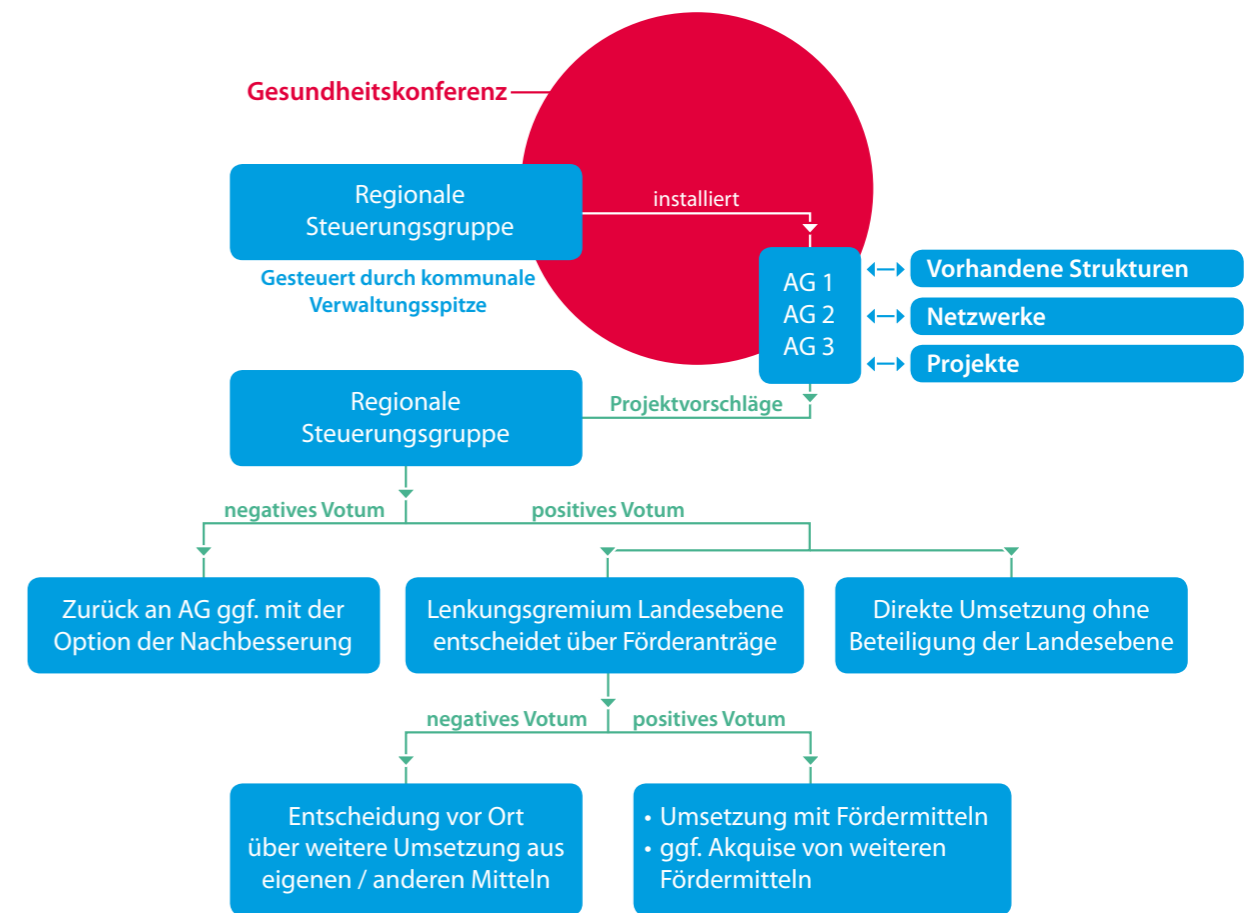 Gesundheitskonferenz
Regionale
Steuerungsgruppe
installiert
Gesteuert durch kommunale
Verwaltungsspitze
AG 1
AG 2
AG 3
Vorhandene Strukturen
Netzwerke
Projekte
Regionale
Steuerungsgruppe
Projektvorschläge
negatives Votum
positives Votum
Zurück an AG ggf. mit der
Option der Nachbesserung
Lenkungsgremium Landesebene
entscheidet über Förderanträge
Direkte Umsetzung ohne
Beteiligung der Landesebene
negatives Votum
positives Votum
Entscheidung vor Ort
über weitere Umsetzung aus
eigenen / anderen Mitteln
• Umsetzung mit Fördermitteln
• ggf. Akquise von weiteren
Fördermitteln